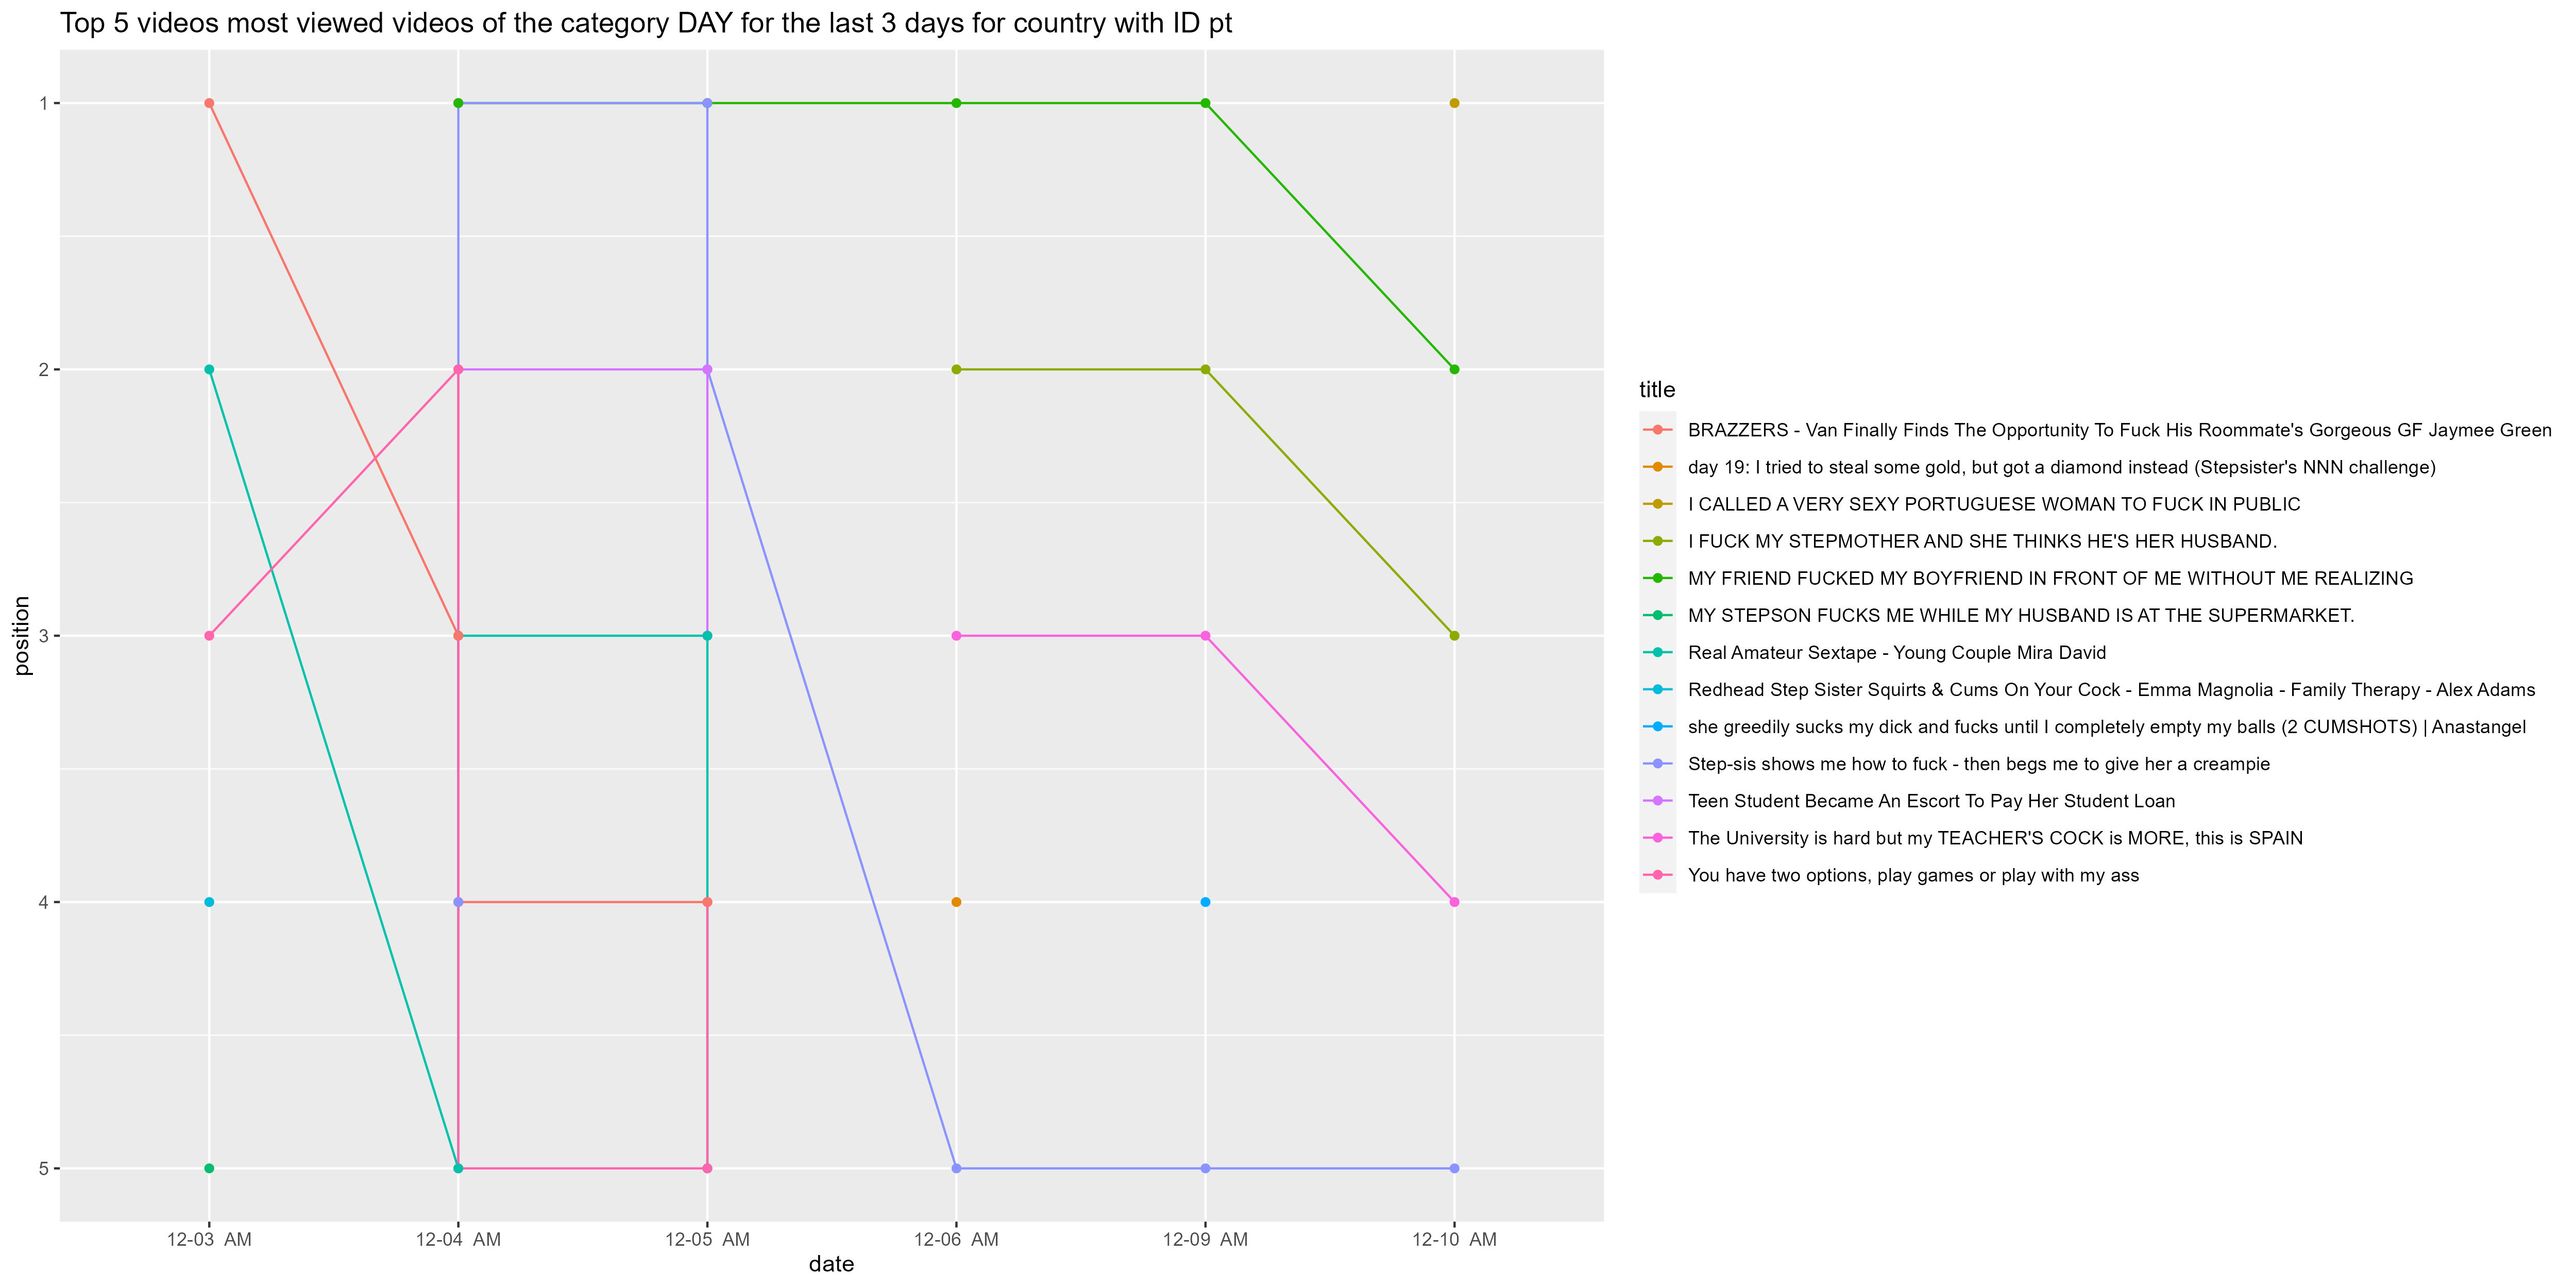 Top 5 videos most viewed videos of the category DAY for the last 3 days for country with ID pt
position
1
2
3
4
5
12-03 AM
12-04 AM
12-05 AM
12-06 AM
12-09 AM
12-10 AM
date
title
BRAZZERS - Van Finally Finds The Opportunity To Fuck His Roommate's Gorgeous GF Jaymee Green
day 19: I tried to steal some gold, but got a diamond instead (Stepsister's NNN challenge)
I CALLED A VERY SEXY PORTUGUESE WOMAN TO FUCK IN PUBLIC
I FUCK MY STEPMOTHER AND SHE THINKS HE'S HER HUSBAND.
MY FRIEND FUCKED MY BOYFRIEND IN FRONT OF ME WITHOUT ME REALIZING
MY STEPSON FUCKS ME WHILE MY HUSBAND IS AT THE SUPERMARKET.
Real Amateur Sextape - Young Couple Mira David
Redhead Step Sister Squirts & Cums On Your Cock - Emma Magnolia - Family Therapy - Alex Adams
she greedily sucks my dick and fucks until I completely empty my balls (2 CUMSHOTS) | Anastangel
Step-sis shows me how to fuck - then begs me to give her a creampie
Teen Student Became An Escort To Pay Her Student Loan
The University is hard but my TEACHER'S COCK is MORE, this is SPAIN
You have two options, play games or play with my ass